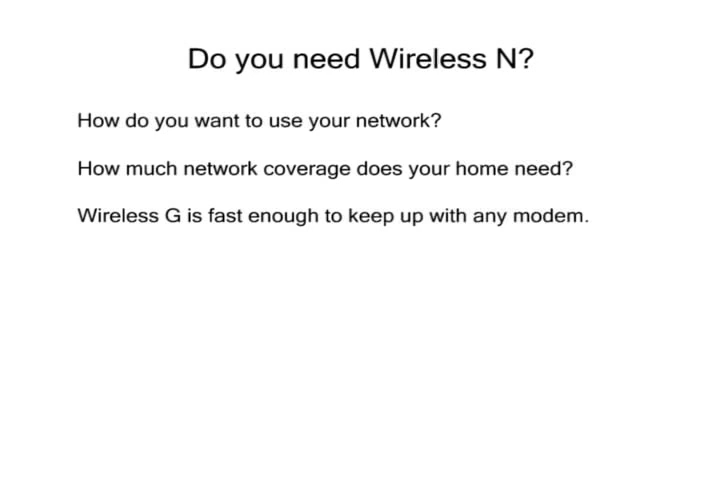 Do you need Wireless N?
How do you want to use your network?
How much network coverage does your home need?
Wireless G is fast enough to keep up with any modem.